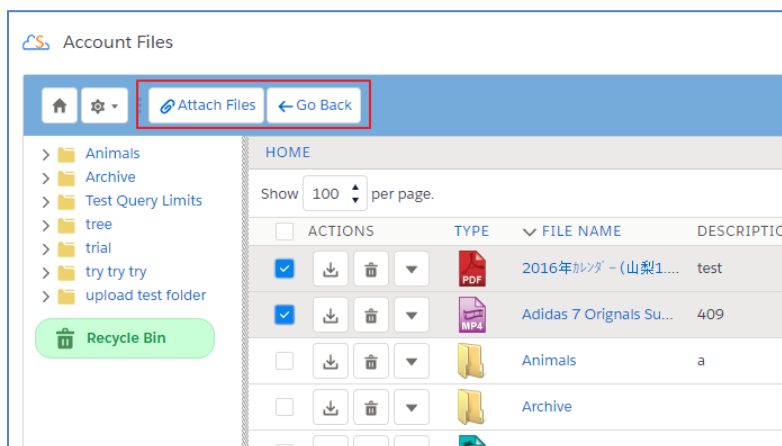 S. Account Files
Attach Files Go Back
Animals
Archive
Test Query Limits
tree
trial
try try try
upload test folder
Recycle Bin
HOME
Show 100 per page.
ACTIONS TYPE FILE NAME DESCRIPTIO
PDF 2016年ｶﾚﾝﾀﾞｰ(山梨1.... test
MP4 Adidas 7 Orignals Su... 409
Animals a
Archive